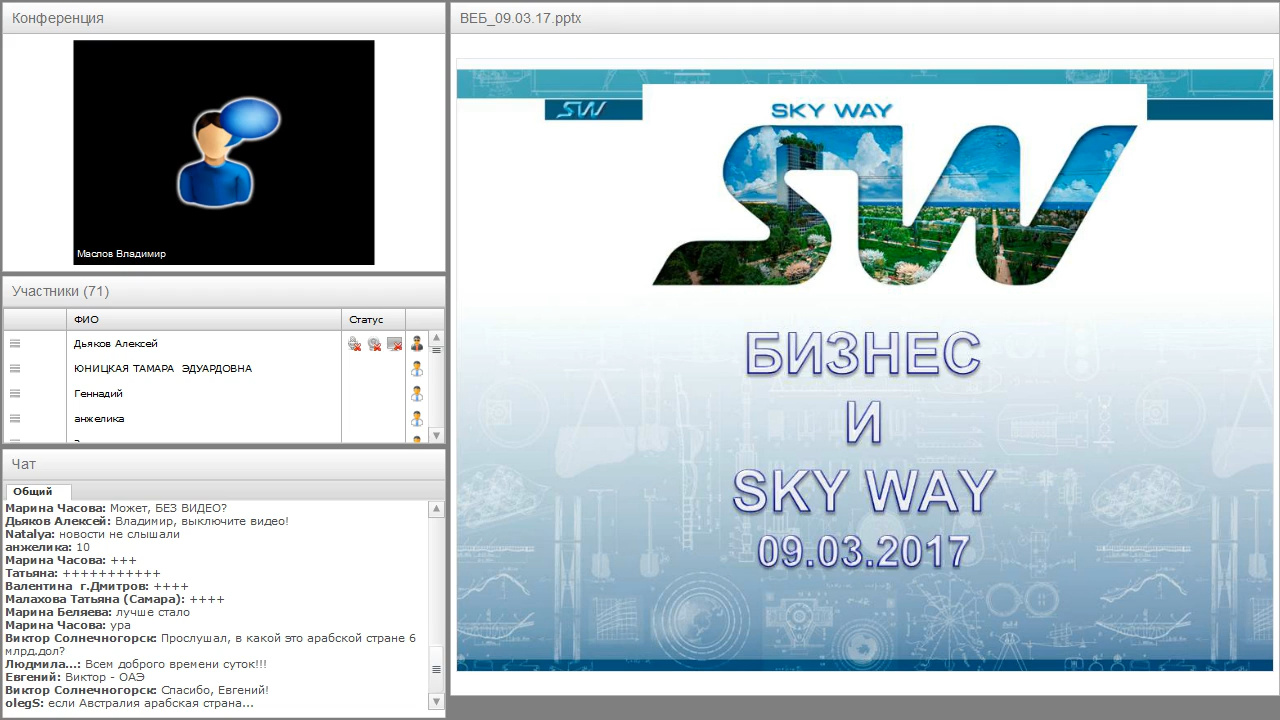 Конференция
Маслов Владимир
Участники (71)
ФИО Статус
Дьяков Алексей
ЮНИЦКАЯ ТАМАРА ЭДУАРДОВНА
Геннадий
анжелика
Чат
Общий
Марина Часова: Может, БЕЗ ВИДЕО?
Дьяков Алексей: Владимир, выключите видео!
Natalya: новости не слышали
анжелика: 10
Марина Часова: +++
Татьяна: +++++++++++
Валентина г.Дмитров: ++++
Малахова Татьяна (Самара): ++++
Марина Беляева: лучше стало
Марина Часова: ура
Виктор Солнечногорск: Прослушал, в какой это арабской стране 6
млрд.дол?
Людмила...: Всем доброго времени суток!!!
Евгений: Виктор - ОАЭ
Виктор Солнечногорск: Спасибо, Евгений!
olegS: если Австралия арабская страна...
ВЕБ_09.03.17.pptx
SW
SKY WAY
SW
БИЗНЕС
И
SKY WAY
09.03.2017